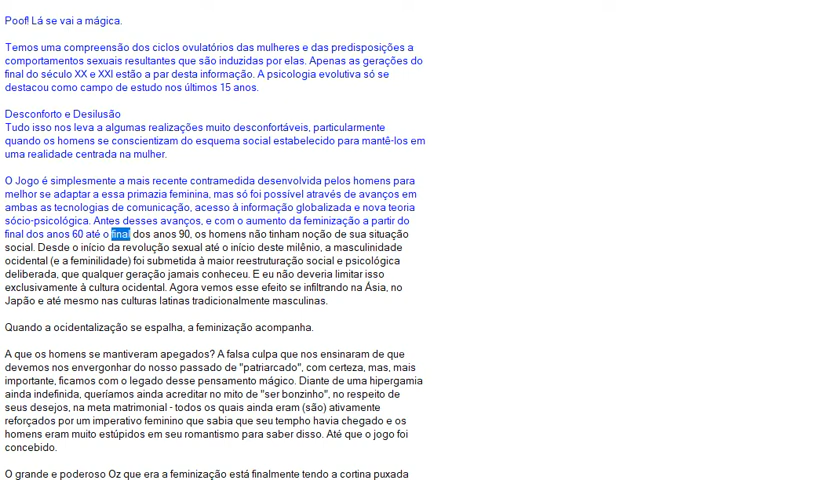 Poof! Lá se vai a mágica.
Temos uma compreensão dos ciclos ovulatórios das mulheres e das predisposições a
comportamentos sexuais resultantes que são induzidas por elas. Apenas as gerações do
final do século XX e XXI estão a par desta informação. A psicologia evolutiva só se
destacou como campo de estudo nos últimos 15 anos.
Desconforto e Desilusão
Tudo isso nos leva a algumas realizações muito desconfortáveis, particularmente
quando os homens se conscientizam do esquema social estabelecido para mantê-los em
uma realidade centrada na mulher.
O Jogo é simplesmente a mais recente contramedida desenvolvida pelos homens para
melhor se adaptar a essa primazia feminina, mas só foi possível através de avanços em
ambas as tecnologias de comunicação, acesso à informação globalizada e nova teoria
sócio-psicológica. Antes desses avanços, e com o aumento da feminização a partir do
final dos anos 60 até o final dos anos 90, os homens não tinham noção de sua situação
social. Desde o início da revolução sexual até o início deste milênio, a masculinidade
ocidental (e a feminilidade) foi submetida à maior reestruturação social e psicológica
deliberada, que qualquer geração jamais conheceu. E eu não deveria limitar isso
exclusivamente à cultura ocidental. Agora vemos esse efeito se infiltrando na Ásia, no
Japão e até mesmo nas culturas latinas tradicionalmente masculinas.
Quando a ocidentalização se espalha, a feminização acompanha.
A que os homens se mantiveram apegados? A falsa culpa que nos ensinaram de que
devemos nos envergonhar do nosso passado de "patriarcado", com certeza, mas, mais
importante, ficamos com o legado desse pensamento mágico. Diante de uma hipergamia
ainda indefinida, queríamos ainda acreditar no mito de "ser bonzinho", no respeito de
seus desejos, na meta matrimonial - todos os quais ainda eram (são) ativamente
reforçados por um imperativo feminino que sabia que seu tempho havia chegado e os
homens eram muito estúpidos em seu romantismo para saber disso. Até que o jogo foi
concebido.
O grande e poderoso Oz que era a feminização está finalmente tendo a cortina puxada